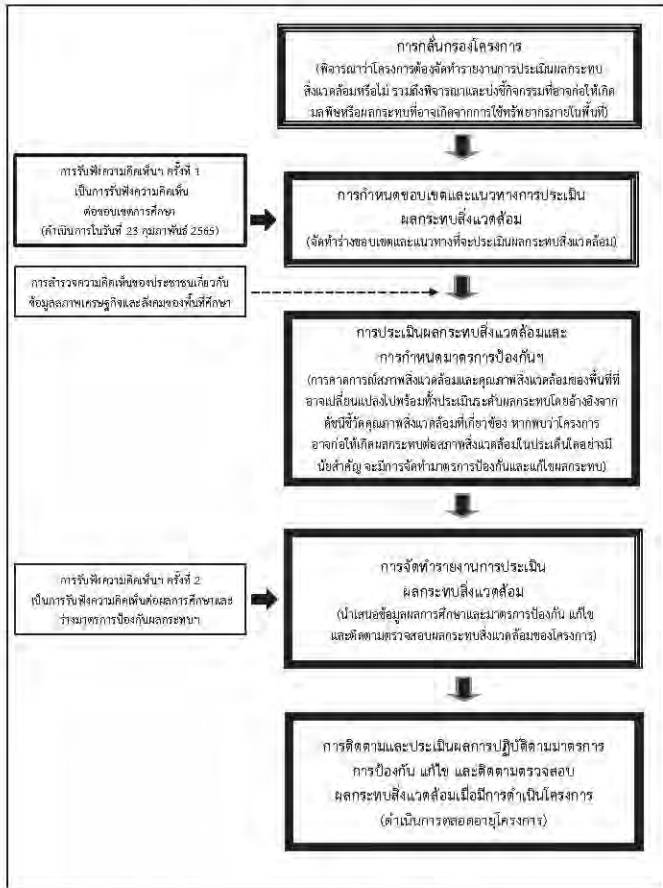 การกลั่นกรองโครงการ
(พิจารณาว่าโครงการต้องจัดทำรายงานการประเมินผลกระทบ
สิ่งแวดล้อมหรือไม่ รวมถึงพิจารณาและบ่งชี้กิจกรรมที่อาจก่อให้เกิด
มลพิษหรือผลกระทบที่อาจเกิดจากการใช้ทรัพยากรภายในพื้นที่)
การรับฟังความคิดเห็นฯ ครั้งที่ 1
เป็นการรับฟังความคิดเห็น
ต่อขอบเขตการศึกษา
(ดำเนินการในวันที่ 23 กุมภาพันธ์ 2565)
การกำหนดขอบเขตและแนวทางการประเมิน
ผลกระทบสิ่งแวดล้อม
(จัดทำร่างขอบเขตและแนวทางที่จะประเมินผลกระทบสิ่งแวดล้อม)
การสำรวจความคิดเห็นของประชาชนเกี่ยวกับ
ข้อมูลสภาพเศรษฐกิจและสังคมของพื้นที่ศึกษา
การประเมินผลกระทบสิ่งแวดล้อมและ
การกำหนดมาตรการป้องกันฯ
(การคาดการณ์สภาพสิ่งแวดล้อมและคุณภาพสิ่งแวดล้อมของพื้นที่ที่
อาจเปลี่ยนแปลงไปพร้อมทั้งประเมินระดับผลกระทบโดยอ้างอิงจาก
ดัชนีชี้วัดคุณภาพสิ่งแวดล้อมที่เกี่ยวข้อง หากพบว่าโครงการ
อาจก่อให้เกิดผลกระทบต่อสภาพสิ่งแวดล้อมในประเด็นใดอย่างมี
นัยสำคัญ จะมีการจัดทำมาตรการป้องกันและแก้ไขผลกระทบ)
การรับฟังความคิดเห็นฯ ครั้งที่ 2
เป็นการรับฟังความคิดเห็นต่อผลการศึกษาและ
ร่างมาตรการป้องกันผลกระทบฯ
การจัดทำรายงานการประเมิน
ผลกระทบสิ่งแวดล้อม
(นำเสนอข้อมูลผลการศึกษาและมาตรการป้องกัน แก้ไข
และติดตามตรวจสอบผลกระทบสิ่งแวดล้อมของโครงการ)
การติดตามและประเมินผลการปฏิบัติตามมาตรการ
การป้องกัน แก้ไข และติดตามตรวจสอบ
ผลกระทบสิ่งแวดล้อมเมื่อมีการดำเนินโครงการ
(ดำเนินการตลอดอายุโครงการ)